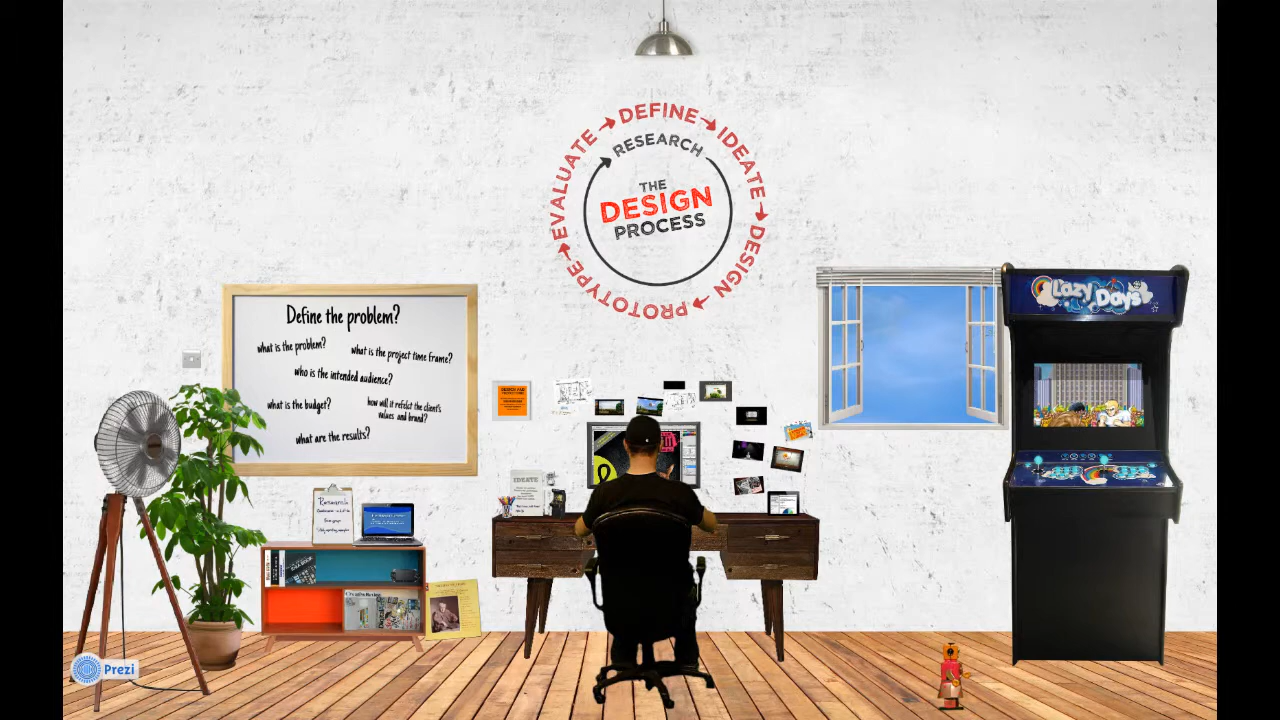 DEFINE
IDEATE
DESIGN
PROTOTYPE
EVALUATE
RESEARCH
THE
DESIGN
PROCESS
Define the problem?
what is the problem?
what is the project time frame?
who is the intended audience?
what is the budget?
how will it refelct the client's
values and brand?
what are the results?
Lazy Days
IDEATE
Research
Prezi